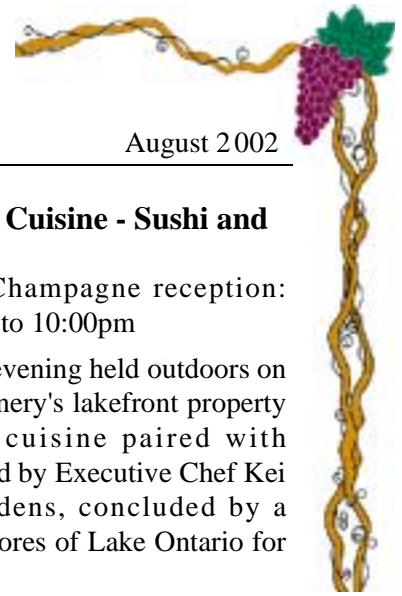 August 2002
Cuisine - Sushi and
Champagne reception:
to 10:00pm
evening held outdoors on
nery's lakefront property
cuisine paired with
d by Executive Chef Kei
dens, concluded by a
ores of Lake Ontario for